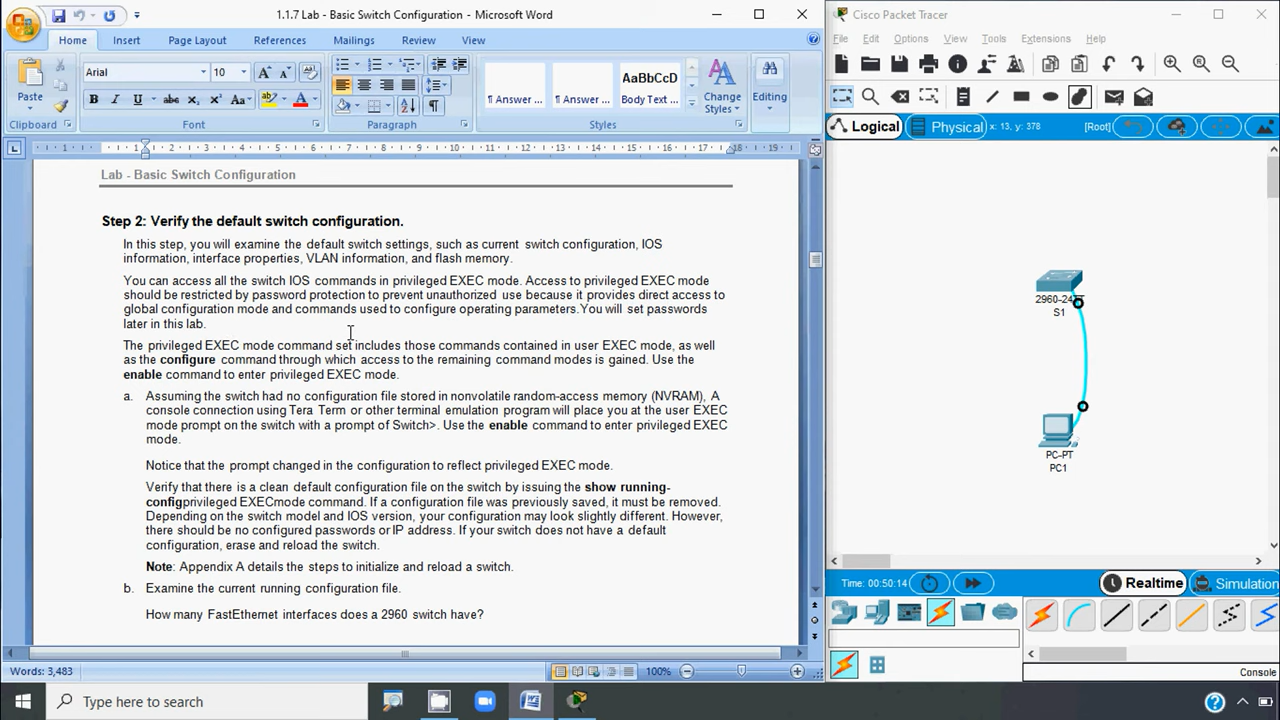 1.1.7 Lab - Basic Switch Configuration - Microsoft Word
Home Insert Page Layout References Mailings Review View
Paste
Arial 10
B I U abc x₂ x² Aa
AaBbCcD
Answer ... Answer ... Body Text ...
Change Styles
Editing
Clipboard Font Paragraph Styles
Lab - Basic Switch Configuration
Step 2: Verify the default switch configuration.
In this step, you will examine the default switch settings, such as current switch configuration, IOS
information, interface properties, VLAN information, and flash memory.
You can access all the switch IOS commands in privileged EXEC mode. Access to privileged EXEC mode
should be restricted by password protection to prevent unauthorized use because it provides direct access to
global configuration mode and commands used to configure operating parameters.You will set passwords
later in this lab.
The privileged EXEC mode command set includes those commands contained in user EXEC mode, as well
as the configure command through which access to the remaining command modes is gained. Use the
enable command to enter privileged EXEC mode.
a. Assuming the switch had no configuration file stored in nonvolatile random-access memory (NVRAM), A
console connection using Tera Term or other terminal emulation program will place you at the user EXEC
mode prompt on the switch with a prompt of Switch>. Use the enable command to enter privileged EXEC
mode.
Notice that the prompt changed in the configuration to reflect privileged EXEC mode.
Verify that there is a clean default configuration file on the switch by issuing the show running-
configprivileged EXECmode command. If a configuration file was previously saved, it must be removed.
Depending on the switch model and IOS version, your configuration may look slightly different. However,
there should be no configured passwords or IP address. If your switch does not have a default
configuration, erase and reload the switch.
Note: Appendix A details the steps to initialize and reload a switch.
b. Examine the current running configuration file.
How many FastEthernet interfaces does a 2960 switch have?
Words: 3,483
100%
Type here to search
Cisco Packet Tracer
File Edit Options View Tools Extensions Help
Logical Physical x: 13, y: 378 [Root]
S1
PC-PT
PC1
Time: 00:50:14
Realtime Simulation
Console